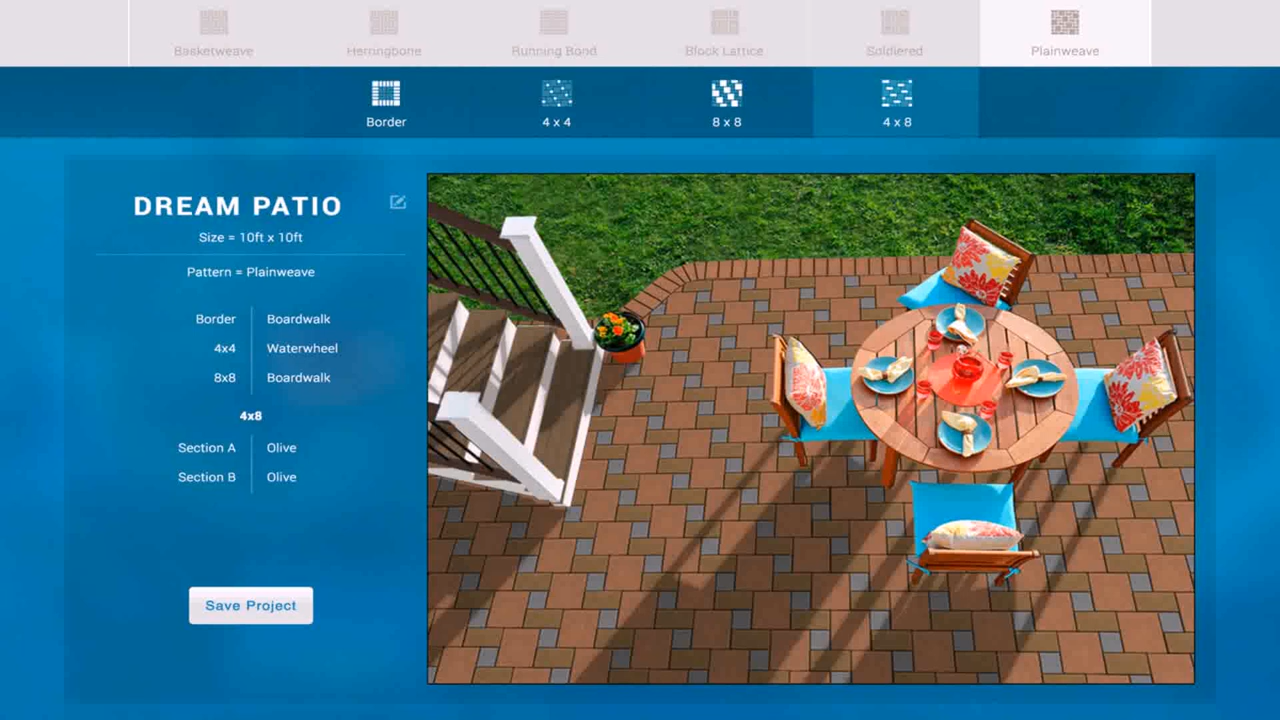 Basketweave
Herringbone
Running Bond
Block Lattice
Soldiered
Plainweave
Border
4 x 4
8 x 8
4 x 8
DREAM PATIO
Size = 10ft x 10ft
Pattern = Plainweave
Border Boardwalk
4x4 Waterwheel
8x8 Boardwalk
4x8
Section A Olive
Section B Olive
Save Project